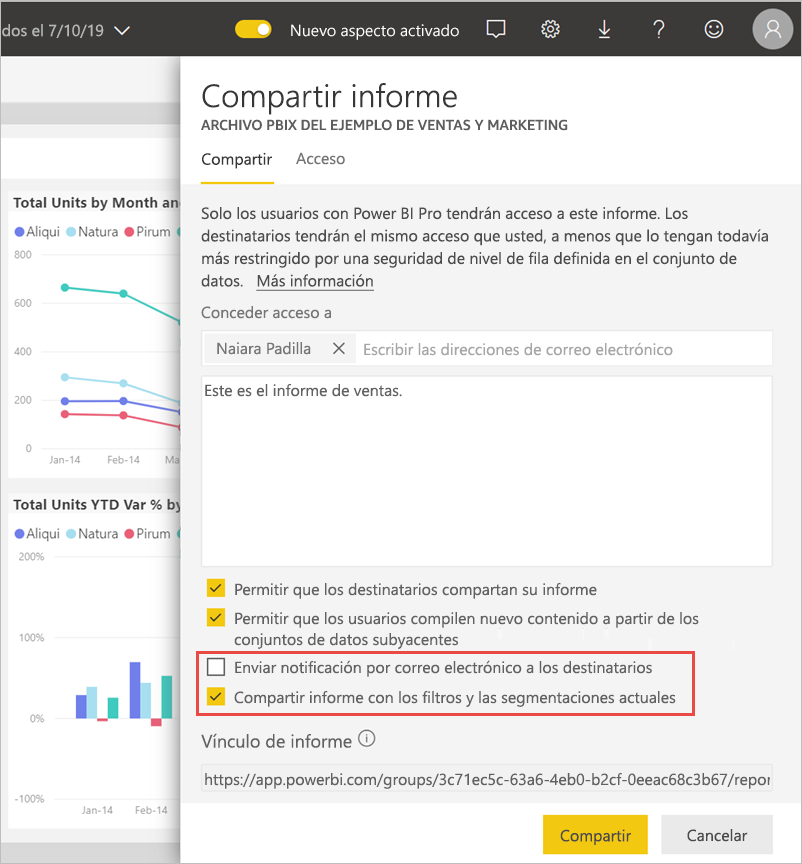 dos el 7/10/19
Nuevo aspecto activado
Compartir informe
ARCHIVO PBIX DEL EJEMPLO DE VENTAS Y MARKETING
Compartir Acceso
Solo los usuarios con Power BI Pro tendrán acceso a este informe. Los
destinatarios tendrán el mismo acceso que usted, a menos que lo tengan todavía
más restringido por una seguridad de nivel de fila definida en el conjunto de
datos. Más información
Conceder acceso a
Naiara Padilla Escribir las direcciones de correo electrónico
Este es el informe de ventas.
Permitir que los destinatarios compartan su informe
Permitir que los usuarios compilen nuevo contenido a partir de los
conjuntos de datos subyacentes
Enviar notificación por correo electrónico a los destinatarios
Compartir informe con los filtros y las segmentaciones actuales
Vínculo de informe
https://app.powerbi.com/groups/3c71ec5c-63a6-4eb0-b2cf-0eeac68c3b67/repor
Compartir Cancelar
Total Units by Month an
Aliqui Natura Pirum
800
600
400
200
0
Jan-14 Feb-14 Ma
Total Units YTD Var % by
Aliqui Natura Pirum
200%
100%
0%
-100%
Jan-14 Feb-14